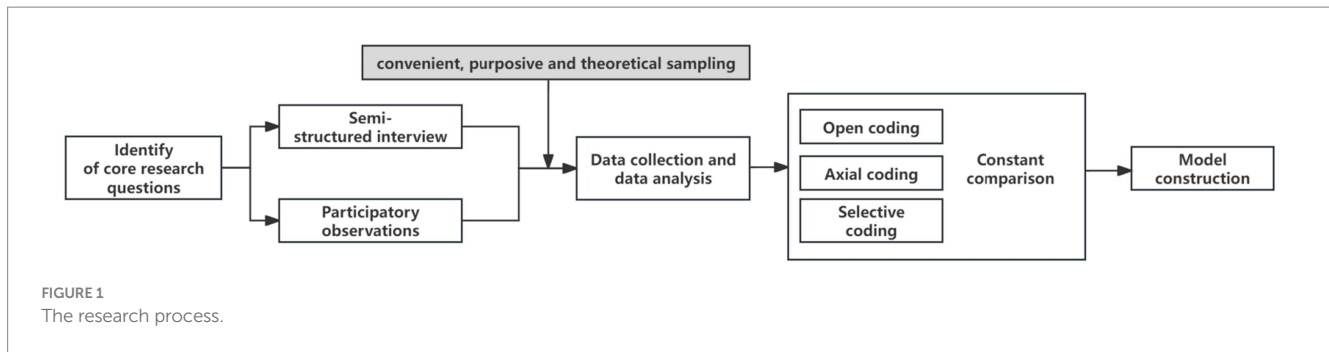 convenient, purposive and theoretical sampling
Identify
of core research
questions
Semi-
structured interview
Participatory
observations
Data collection and
data analysis
Open coding
Axial coding
Selective
coding
Constant
comparison
Model
construction
FIGURE 1
The research process.